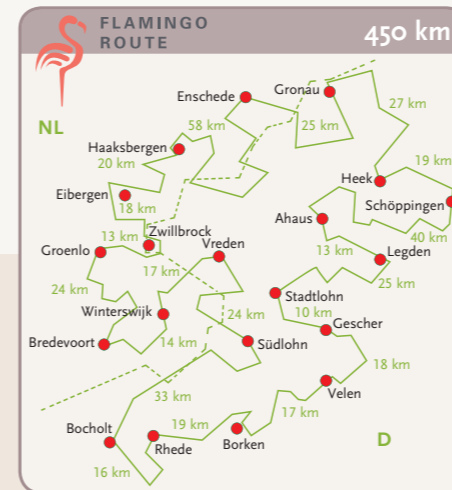 FLAMINGO
ROUTE
450 km
Gronau
Enschede
27 km
58 km
25 km
NL
Haaksbergen
20 km
19 km
Heek
Eibergen
Schöppingen
18 km
Ahaus
13 km
Zwillbrock
40 km
Groenlo
Vreden
13 km
Legden
17 km
25 km
24 km
Stadtlohn
Winterswijk
24 km
10 km
Gescher
Bredevoort
14 km
Südlohn
18 km
Velen
33 km
17 km
19 km
Bocholt
Rhede
Borken
D
16 km